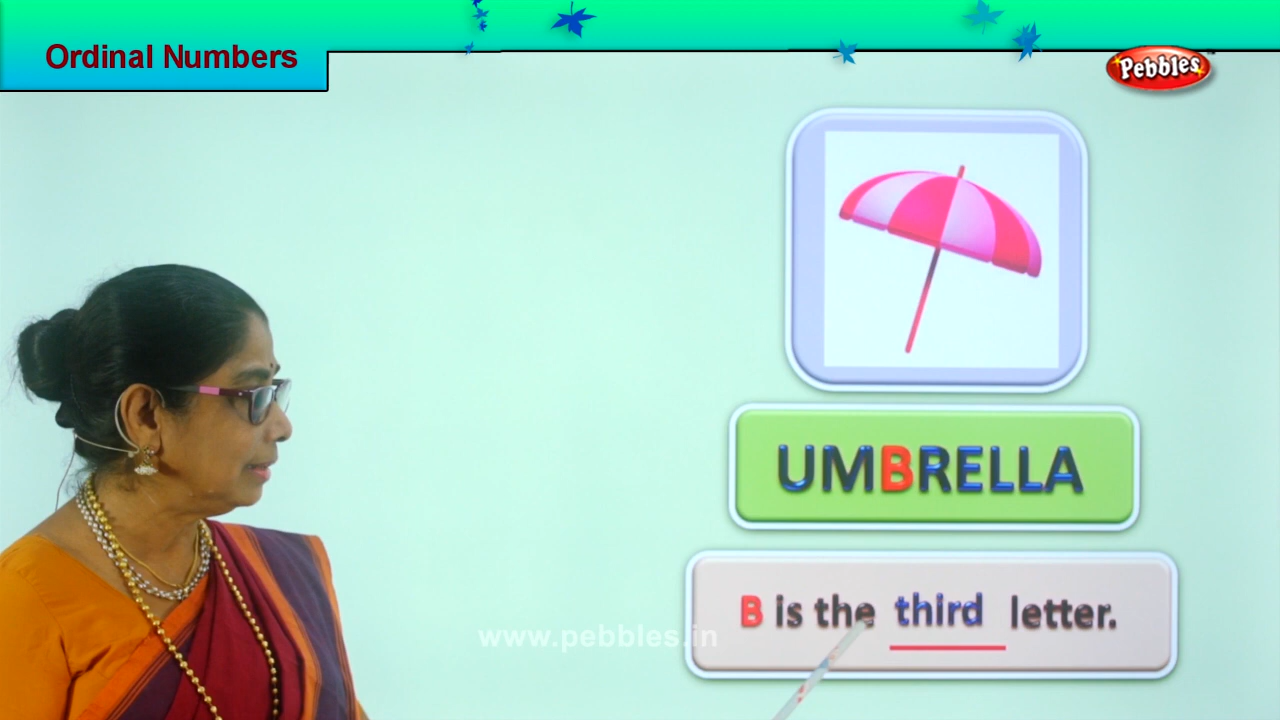 Ordinal Numbers
Pebbles
UMBRELLA
B is the third letter.
www.pebbles.in